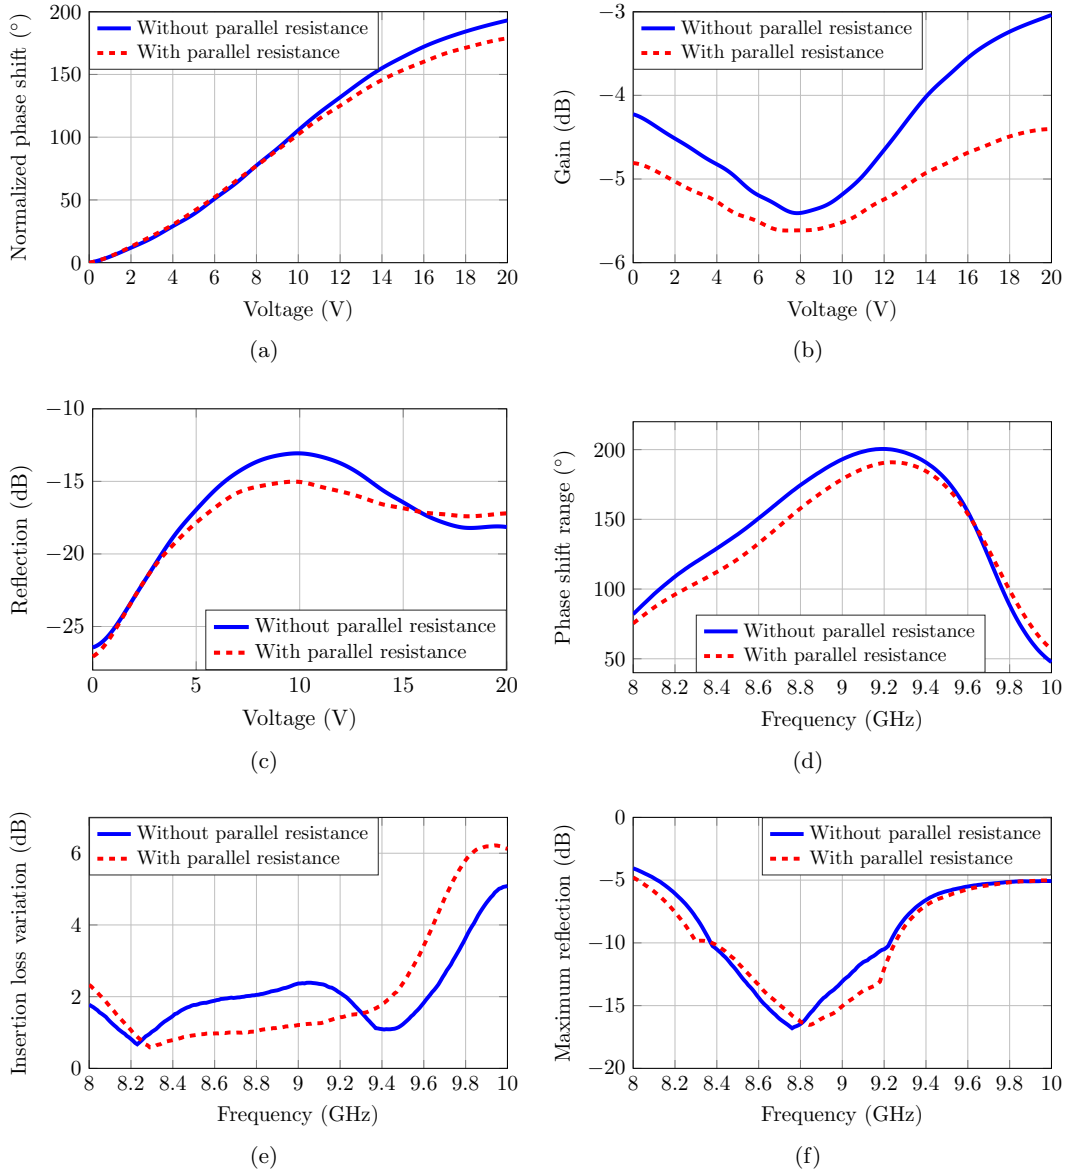 Normalized phase shift (°)
200
150
100
50
0
Without parallel resistance
With parallel resistance
0 2 4 6 8 10 12 14 16 18 20
Voltage (V)
(a)
Gain (dB)
−3
−4
−5
−6
Without parallel resistance
With parallel resistance
0 2 4 6 8 10 12 14 16 18 20
Voltage (V)
(b)
Reflection (dB)
−10
−15
−20
−25
Without parallel resistance
With parallel resistance
0 5 10 15 20
Voltage (V)
(c)
Phase shift range (°)
200
150
100
50
Without parallel resistance
With parallel resistance
8 8.2 8.4 8.6 8.8 9 9.2 9.4 9.6 9.8 10
Frequency (GHz)
(d)
Insertion loss variation (dB)
6
4
2
0
Without parallel resistance
With parallel resistance
8 8.2 8.4 8.6 8.8 9 9.2 9.4 9.6 9.8 10
Frequency (GHz)
(e)
Maximum reflection (dB)
0
−5
−10
−15
−20
Without parallel resistance
With parallel resistance
8 8.2 8.4 8.6 8.8 9 9.2 9.4 9.6 9.8 10
Frequency (GHz)
(f)